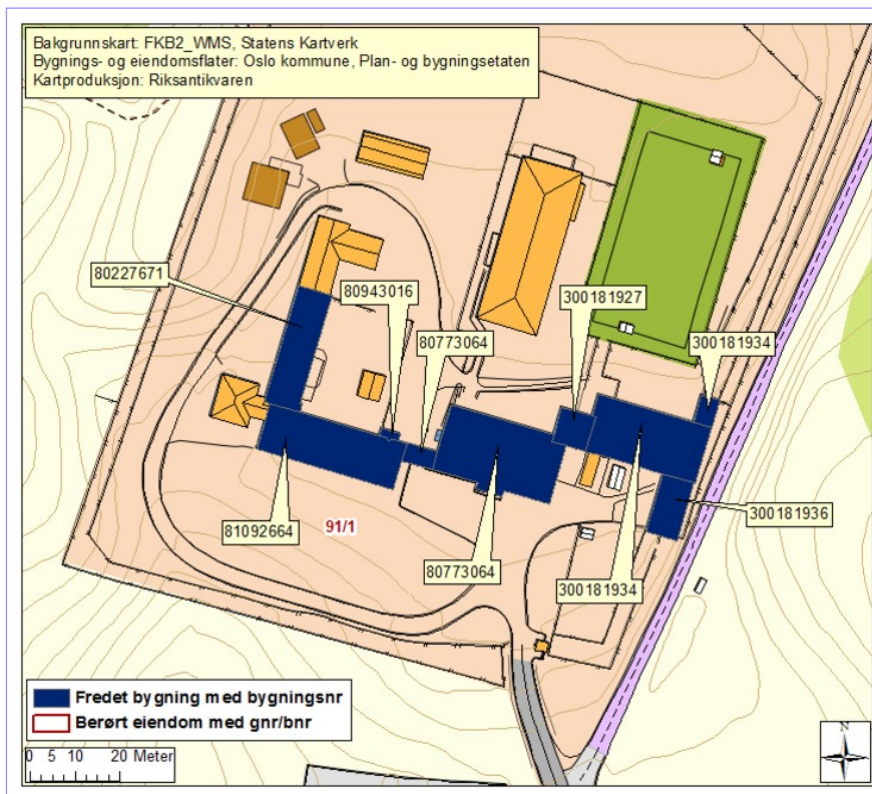 Bakgrunnskart: FKB2_WMS, Statens Kartverk
Bygnings- og eiendomsflater: Oslo kommune, Plan- og bygningsetaten
Kartproduksjon: Riksantikvaren
80227671
80943016
300181927
80773064
300181934
81092664
91/1
300181936
80773064
300181934
Fredet bygning med bygningsnr
Berørt eiendom med gnr/bnr
0 5 10 20 Meter
N